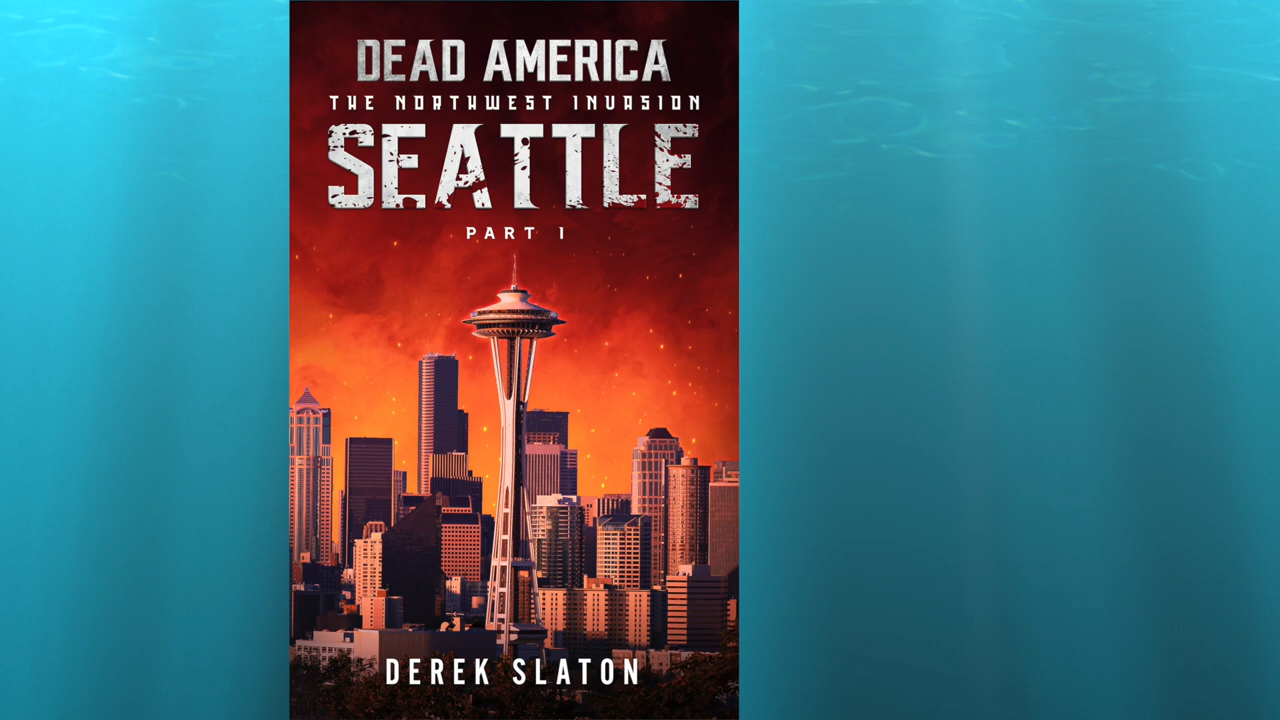 DEAD AMERICA
THE NORTHWEST INVASION
SEATTLE
PART 1
DEREK SLATON